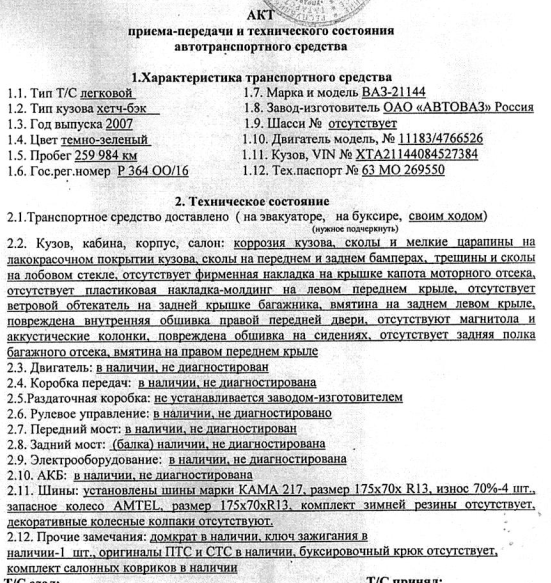 АКТ
приема-передачи и технического состояния
автотранспортного средства
1.Характеристика транспортного средства
1.1. Тип Т/С легковой
1.2. Тип кузова хетч-бэк
1.3. Год выпуска 2007
1.4. Цвет темно-зеленый
1.5. Пробег 259 984 км
1.6. Гос.рег.номер Р 364 ОО/16
1.7. Марка и модель ВАЗ-21144
1.8. Завод-изготовитель ОАО «АВТОВАЗ» Россия
1.9. Шасси № отсутствует
1.10. Двигатель модель, № 11183/4766526
1.11. Кузов, VIN № XTA21144084527384
1.12. Тех.паспорт № 63 МО 269550
2. Техническое состояние
2.1.Транспортное средство доставлено ( на эвакуаторе, на буксире, своим ходом)
(нужное подчеркнуть)
2.2. Кузов, кабина, корпус, салон: коррозия кузова, сколы и мелкие царапины на
лакокрасочном покрытии кузова, сколы на переднем и заднем бамперах, трещины и сколы
на лобовом стекле, отсутствует фирменная накладка на крышке капота моторного отсека,
отсутствует пластиковая накладка-молдинг на левом переднем крыле, отсутствует
ветровой обтекатель на задней крышке багажника, вмятина на заднем левом крыле,
повреждена внутренняя обшивка правой передней двери, отсутствуют магнитола и
аккустические колонки, повреждена обшивка на сидениях, отсутствует задняя полка
багажного отсека, вмятина на правом переднем крыле
2.3. Двигатель: в наличии, не диагностирован
2.4. Коробка передач: в наличии, не диагностирована
2.5.Раздаточная коробка: не устанавливается заводом-изготовителем
2.6. Рулевое управление: в наличии, не диагностировано
2.7. Передний мост: в наличии, не диагностирован
2.8. Задний мост: (балка) наличии, не диагностирована
2.9. Электрооборудование: в наличии, не диагностирована
2.10. АКБ: в наличии, не диагностирована
2.11. Шины: установлены шины марки КАМА 217, размер 175х70х R13, износ 70%-4 шт.,
запасное колесо AMTEL, размер 175х70хR13, комплект зимней резины отсутствует,
декоративные колесные колпаки отсутствуют.
2.12. Прочие замечания: домкрат в наличии, ключ зажигания в
наличии-1 шт., оригиналы ПТС и СТС в наличии, буксировочный крюк отсутствует,
комплект салонных ковриков в наличии
Т/С принял: